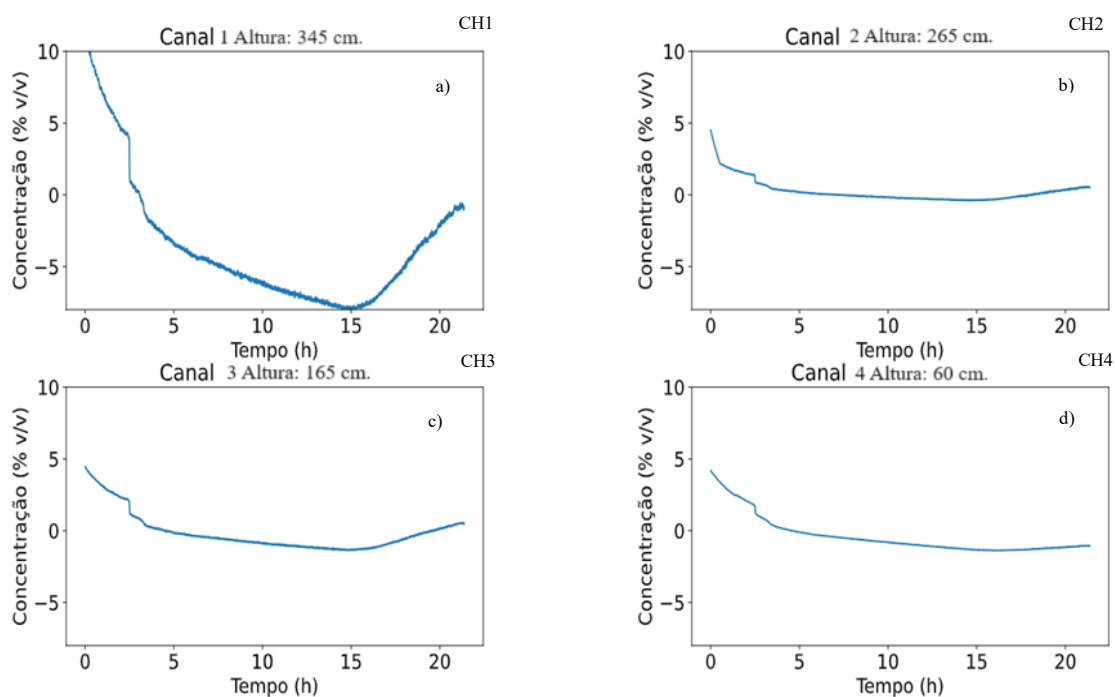 CH1
Canal 1 Altura: 345 cm.
a)
Concentração (% v/v)
10
5
0
−5
0 5 10 15 20
Tempo (h)
CH2
Canal 2 Altura: 265 cm.
b)
Concentração (% v/v)
10
5
0
−5
0 5 10 15 20
Tempo (h)
CH3
Canal 3 Altura: 165 cm.
c)
Concentração (% v/v)
10
5
0
−5
0 5 10 15 20
Tempo (h)
CH4
Canal 4 Altura: 60 cm.
d)
Concentração (% v/v)
10
5
0
−5
0 5 10 15 20
Tempo (h)